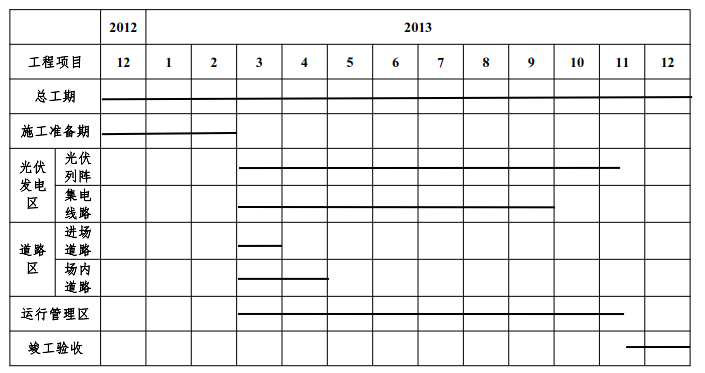 2012 2013
工程项目 12 1 2 3 4 5 6 7 8 9 10 11 12
总工期
施工准备期
光伏
发电
区
光伏
列阵
集电
线路
道路
区
进场
道路
场内
道路
运行管理区
竣工验收